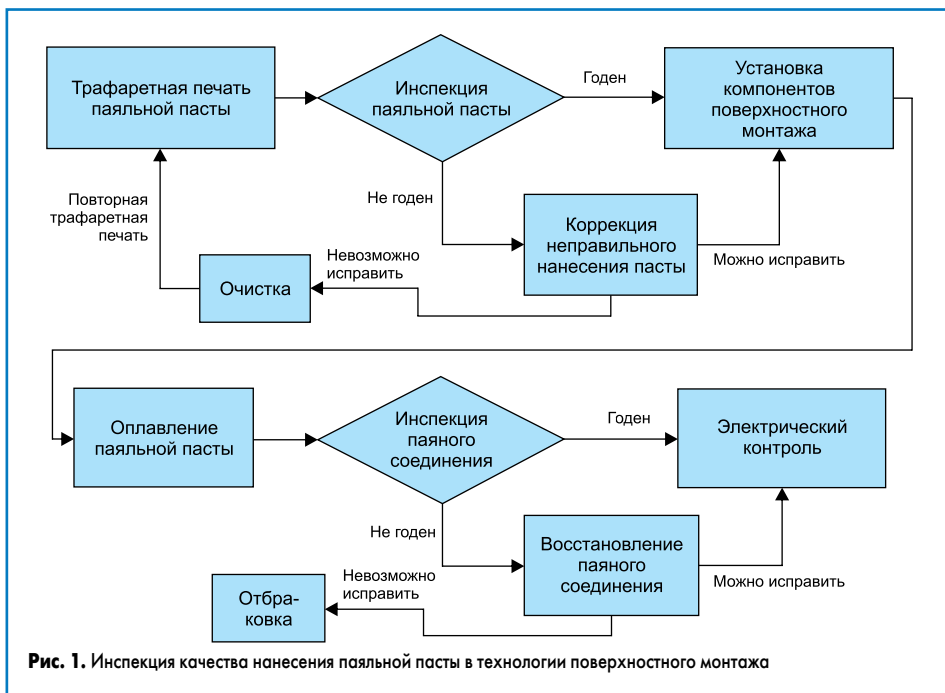 Трафаретная печать
паяльной пасты
Инспекция
паяльной пасты
Годен
Установка
компонентов
поверхностного
монтажа
Не годен
Повторная
трафаретная
печать
Коррекция
неправильного
нанесения пасты
Можно исправить
Невозможно
исправить
Очистка
Оплавление
паяльной пасты
Инспекция
паяного
соединения
Годен
Электрический
контроль
Не годен
Восстановление
паяного
соединения
Можно исправить
Невозможно
исправить
Отбра-
ковка
Рис. 1. Инспекция качества нанесения паяльной пасты в технологии поверхностного монтажа